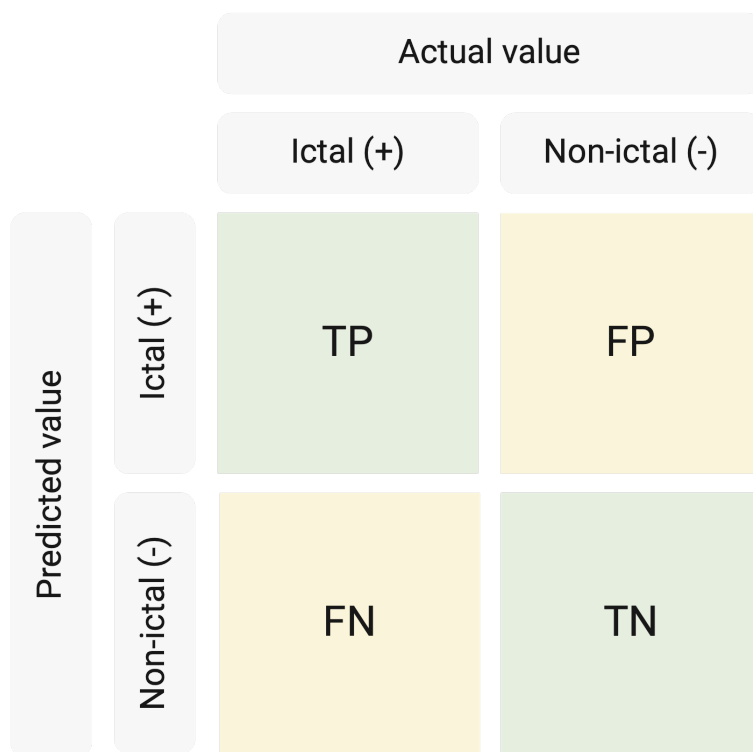 Actual value
Ictal (+)
Non-ictal (-)
Predicted value
Ictal (+)
TP
FP
Non-ictal (-)
FN
TN